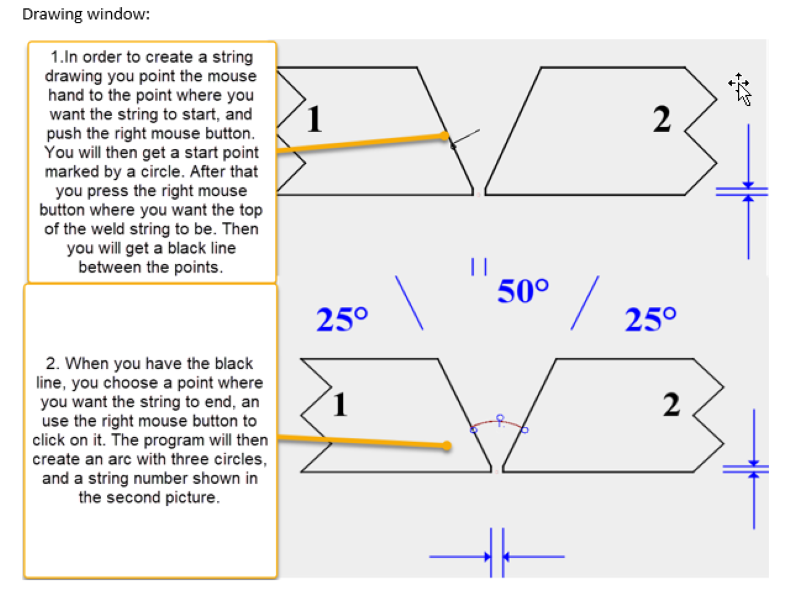 Drawing window:
1.In order to create a string
drawing you point the mouse
hand to the point where you
want the string to start, and
push the right mouse button.
You will then get a start point
marked by a circle. After that
you press the right mouse
button where you want the top
of the weld string to be. Then
you will get a black line
between the points.
1
2
50°
25°
25°
2. When you have the black
line, you choose a point where
you want the string to end, an
use the right mouse button to
click on it. The program will then
create an arc with three circles,
and a string number shown in
the second picture.
1
2